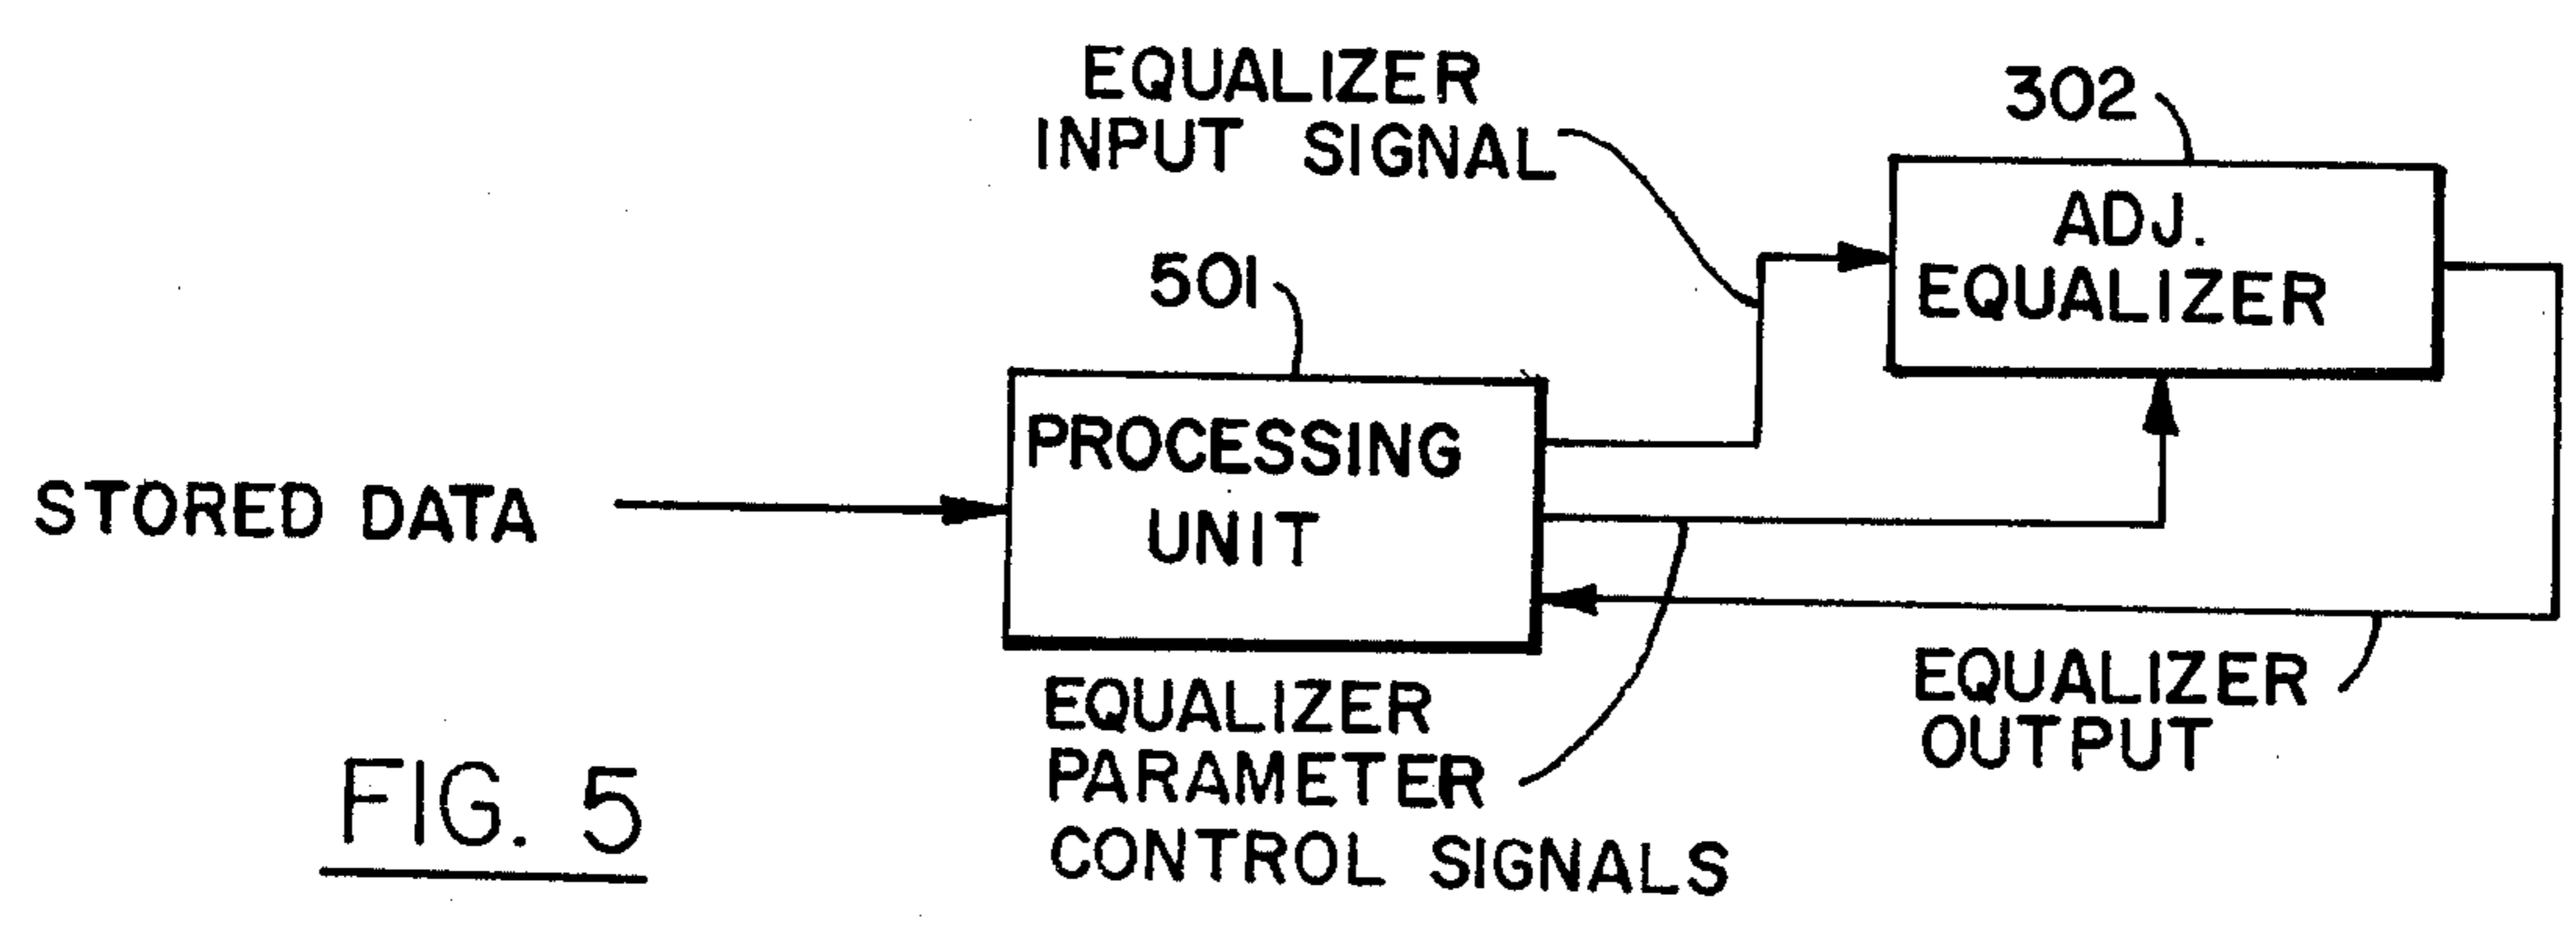 EQUALIZER
INPUT SIGNAL
302
ADJ.
EQUALIZER
501
PROCESSING
UNIT
STORED DATA
EQUALIZER
PARAMETER
CONTROL SIGNALS
EQUALIZER
OUTPUT
FIG. 5